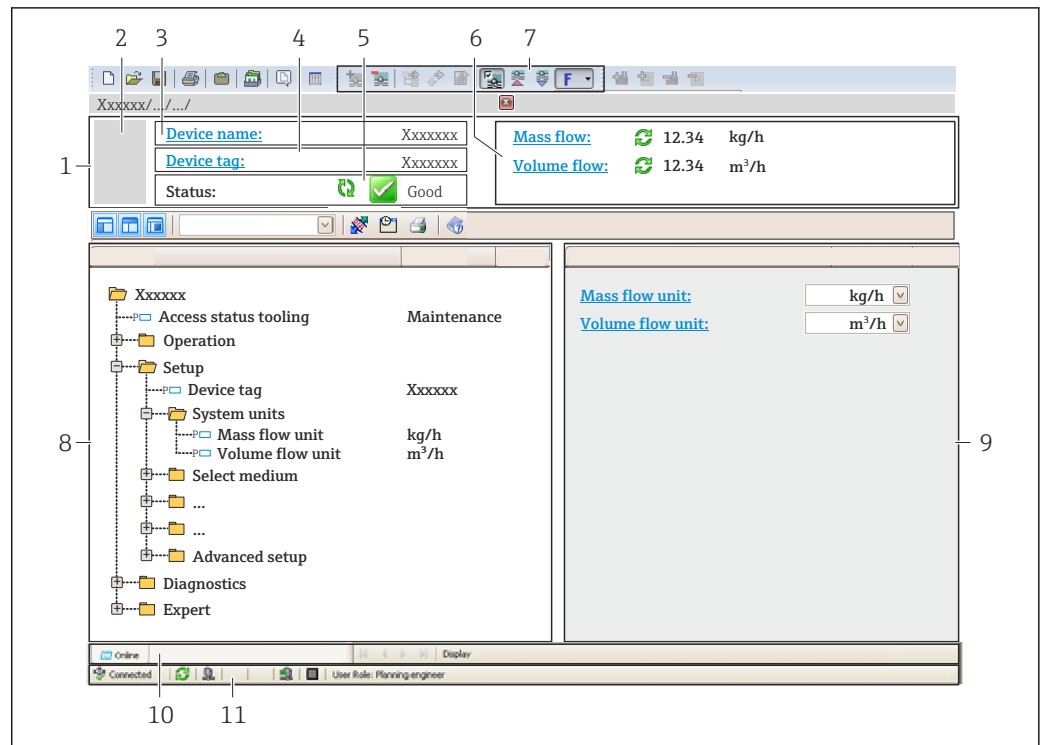 2 3 4 5 6 7
F
Xxxxxx/.../.../
1
Device name: Xxxxxxx
Device tag: Xxxxxxx
Status: Good
Mass flow: 12.34 kg/h
Volume flow: 12.34 m³/h
Xxxxxx
P Access status tooling Maintenance
Operation
Setup
P Device tag Xxxxxx
System units
P Mass flow unit kg/h
P Volume flow unit m³/h
Select medium
...
...
Advanced setup
Diagnostics
Expert
8
Mass flow unit: kg/h
Volume flow unit: m³/h
9
Online Display
Connected User Role: Planning engineer
10 11